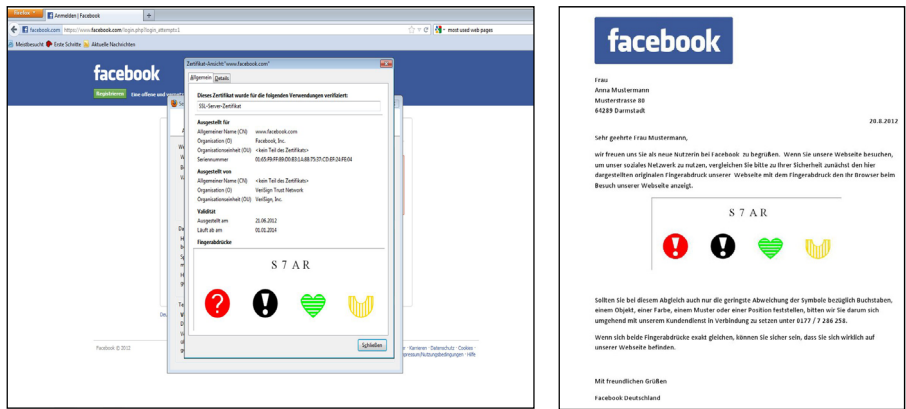 Firefox
Anmelden | Facebook
+
facebook.com https://www.facebook.com/login.php?login_attempt=1
most used web pages
Meistbesucht Erste Schritte Aktuelle Nachrichten
facebook
Registrieren
Zertifikat-Ansicht:"www.facebook.com"
Allgemein Details
Dieses Zertifikat wurde für die folgenden Verwendungen verifiziert:
SSL-Server-Zertifikat
Ausgestellt für
Allgemeiner Name (CN) www.facebook.com
Organisation (O) Facebook, Inc.
Organisationseinheit (OU) <kein Teil des Zertifikats>
Seriennummer
Ausgestellt von
Allgemeiner Name (CN) <kein Teil des Zertifikats>
Organisation (O) VeriSign Trust Network
Organisationseinheit (OU) VeriSign, Inc.
Validität
Ausgestellt am 21.06.2012
Läuft ab am 01.01.2014
Fingerabdrücke
S 7 A R
?
!
Schließen
Facebook © 2012
Karrieren · Datenschutz · Cookies ·
Impressum/Nutzungsbedingungen · Hilfe
facebook
Frau
Anna Mustermann
Musterstrasse 80
64289 Darmstadt
20.8.2012
Sehr geehrte Frau Mustermann,
wir freuen uns Sie als neue Nutzerin bei Facebook zu begrüßen. Wenn Sie unsere Webseite besuchen,
um unser soziales Netzwerk zu nutzen, vergleichen Sie bitte zu Ihrer Sicherheit zunächst den hier
dargestellten originalen Fingerabdruck unserer Webseite mit dem Fingerabdruck den Ihr Browser beim
Besuch unserer Webseite anzeigt.
S 7 A R
!
!
Sollten Sie bei diesem Abgleich auch nur die geringste Abweichung der Symbole bezüglich Buchstaben,
einem Objekt, einer Farbe, einem Muster oder einer Position feststellen, bitten wir Sie darum sich
umgehend mit unserem Kundendienst in Verbindung zu setzen unter 0177 / 7 286 258.
Wenn sich beide Fingerabdrücke exakt gleichen, können Sie sicher sein, dass Sie sich wirklich auf
unserer Webseite befinden.
Mit freundlichen Grüßen
Facebook Deutschland